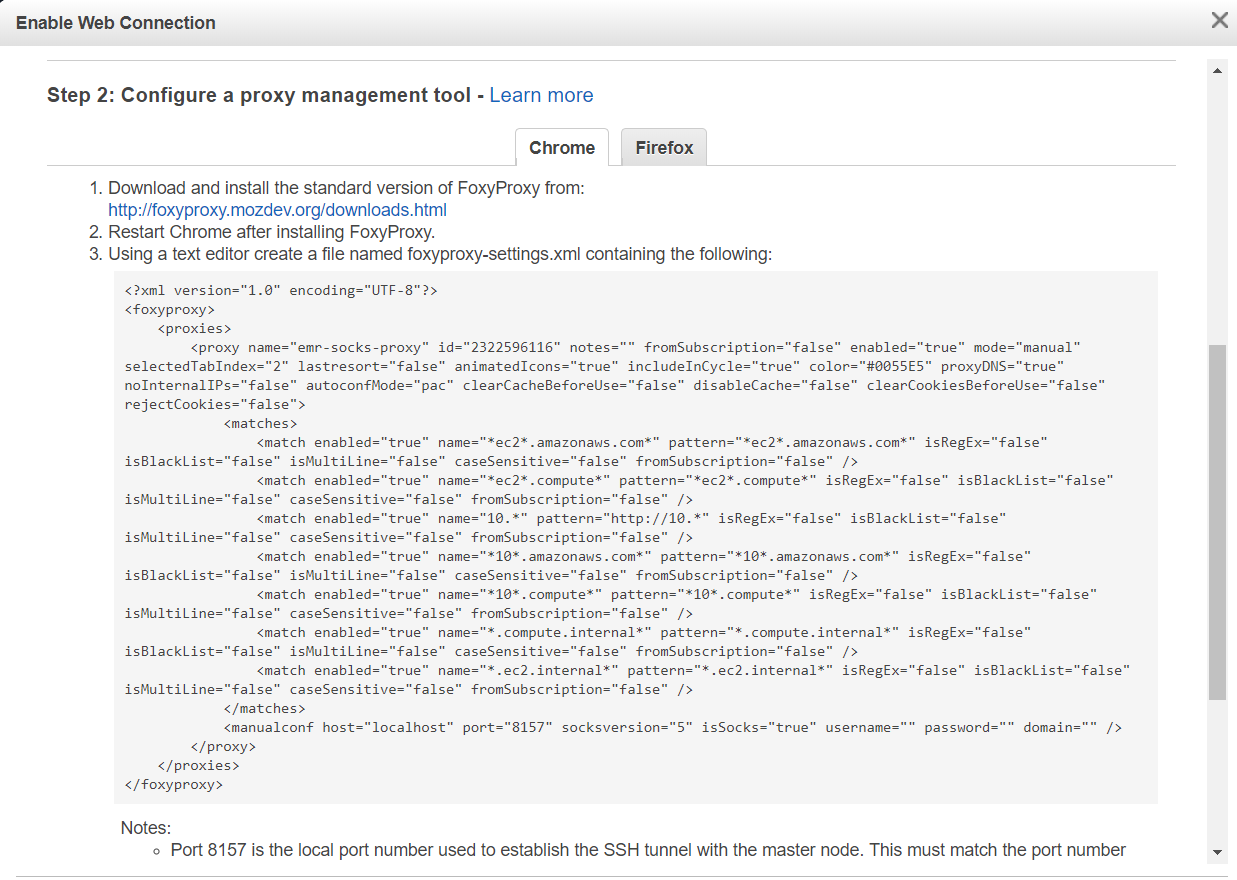 Enable Web Connection
Step 2: Configure a proxy management tool - Learn more
Chrome
Firefox
1. Download and install the standard version of FoxyProxy from:
http://foxyproxy.mozdev.org/downloads.html
2. Restart Chrome after installing FoxyProxy.
3. Using a text editor create a file named foxyproxy-settings.xml containing the following:
<?xml version="1.0" encoding="UTF-8"?>
<foxyproxy>
    <proxies>
        <proxy name="emr-socks-proxy" id="2322596116" notes="" fromSubscription="false" enabled="true" mode="manual"
selectedTabIndex="2" lastresort="false" animatedIcons="true" includeInCycle="true" color="#0055E5" proxyDNS="true"
noInternalIPs="false" autoconfMode="pac" clearCacheBeforeUse="false" disableCache="false" clearCookiesBeforeUse="false"
rejectCookies="false">
            <matches>
                <match enabled="true" name="*ec2*.amazonaws.com*" pattern="*ec2*.amazonaws.com*" isRegEx="false"
isBlackList="false" isMultiLine="false" caseSensitive="false" fromSubscription="false" />
                <match enabled="true" name="*ec2*.compute*" pattern="*ec2*.compute*" isRegEx="false" isBlackList="false"
isMultiLine="false" caseSensitive="false" fromSubscription="false" />
                <match enabled="true" name="10.*" pattern="http://10.*" isRegEx="false" isBlackList="false"
isMultiLine="false" caseSensitive="false" fromSubscription="false" />
                <match enabled="true" name="*10*.amazonaws.com*" pattern="*10*.amazonaws.com*" isRegEx="false"
isBlackList="false" isMultiLine="false" caseSensitive="false" fromSubscription="false" />
                <match enabled="true" name="*10*.compute*" pattern="*10*.compute*" isRegEx="false" isBlackList="false"
isMultiLine="false" caseSensitive="false" fromSubscription="false" />
                <match enabled="true" name="*.compute.internal*" pattern="*.compute.internal*" isRegEx="false"
isBlackList="false" isMultiLine="false" caseSensitive="false" fromSubscription="false" />
                <match enabled="true" name="*.ec2.internal*" pattern="*.ec2.internal*" isRegEx="false" isBlackList="false"
isMultiLine="false" caseSensitive="false" fromSubscription="false" />
            </matches>
            <manualconf host="localhost" port="8157" socksversion="5" isSocks="true" username="" password="" domain="" />
        </proxy>
    </proxies>
</foxyproxy>
Notes:
◦ Port 8157 is the local port number used to establish the SSH tunnel with the master node. This must match the port number